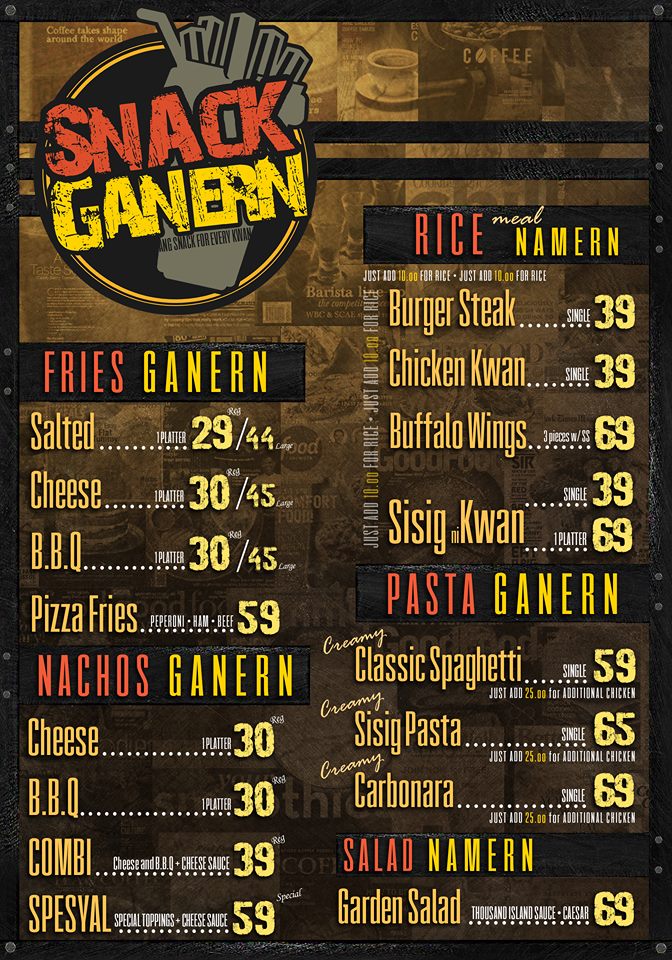 Coffee takes shape
around the world
COFFEE
SNACK
GANERN
ANG SNACK FOR EVERY KWAN
Barista
WBC & SCAE
RICE meal NAMERN
JUST ADD 10.00 FOR RICE • JUST ADD 10.00 FOR RICE
JUST ADD 10.00 FOR RICE • JUST ADD 10.00 FOR RICE
Burger Steak SINGLE 39
Chicken Kwan SINGLE 39
Buffalo Wings 3 pieces w/ SS 69
Sisig ni Kwan SINGLE 39
1 PLATTER 69
FRIES GANERN
Salted 1 PLATTER 29 Reg / 44 Large
Cheese 1 PLATTER 30 Reg / 45 Large
B.B.Q 1 PLATTER 30 Reg / 45 Large
Pizza Fries PEPERONI • HAM • BEEF 59
NACHOS GANERN
Cheese 1 PLATTER 30 Reg
B.B.Q 1 PLATTER 30 Reg
COMBI Cheese and B.B.Q + CHEESE SAUCE 39 Reg
SPESYAL SPECIAL TOPPINGS + CHEESE SAUCE 59 Special
PASTA GANERN
Creamy
Classic Spaghetti SINGLE 59
JUST ADD 25.00 for ADDITIONAL CHICKEN
Creamy
Sisig Pasta SINGLE 65
JUST ADD 25.00 for ADDITIONAL CHICKEN
Creamy
Carbonara SINGLE 69
JUST ADD 25.00 for ADDITIONAL CHICKEN
SALAD NAMERN
Garden Salad THOUSAND ISLAND SAUCE • CAESAR 69